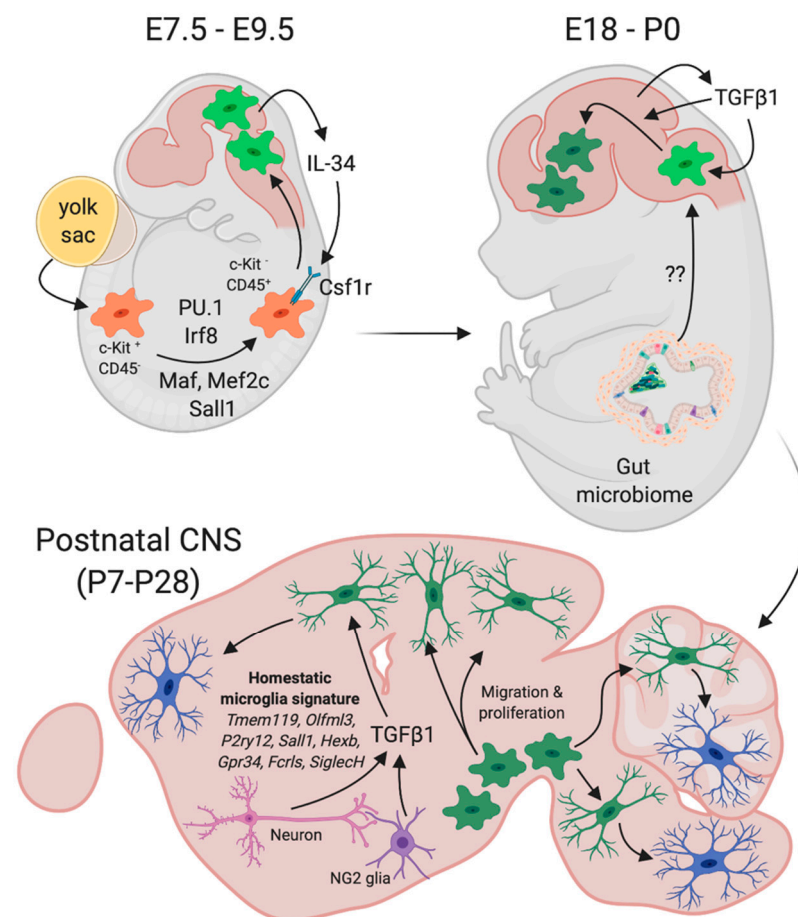 E7.5 - E9.5
E18 - P0
TGFβ1
IL-34
yolk
sac
c-Kit -
CD45+
Csf1r
PU.1
Irf8
c-Kit +
CD45-
Maf, Mef2c
Sall1
??
Gut
microbiome
Postnatal CNS
(P7-P28)
Homestatic
microglia signature
Tmem119, Olfml3,
P2ry12, Sall1, Hexb,
Gpr34, Fcrls, SiglecH
TGFβ1
Migration &
proliferation
Neuron
NG2 glia